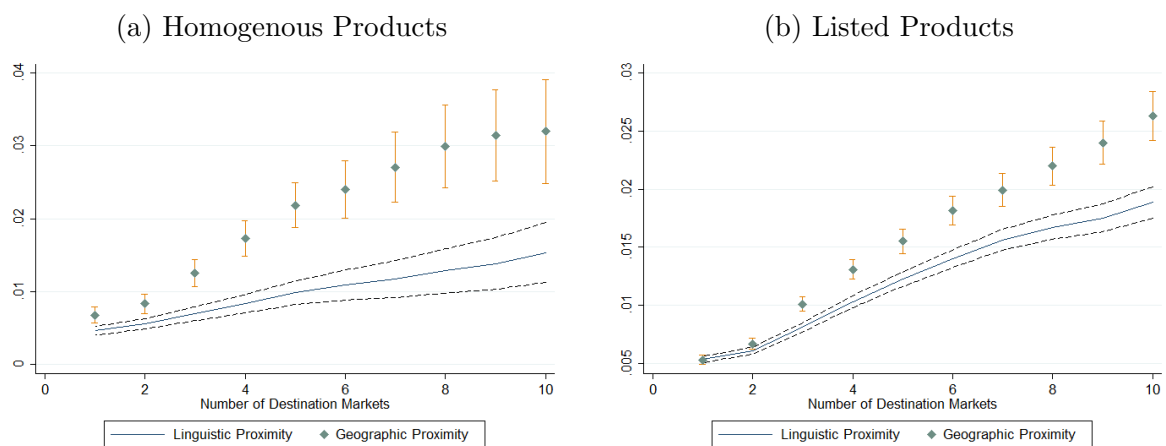 (a) Homogenous Products
.04
.03
.02
.01
0
0 2 4 6 8 10
Number of Destination Markets
Linguistic Proximity Geographic Proximity
(b) Listed Products
.03
.025
.02
.015
.01
.005
0 2 4 6 8 10
Number of Destination Markets
Linguistic Proximity Geographic Proximity